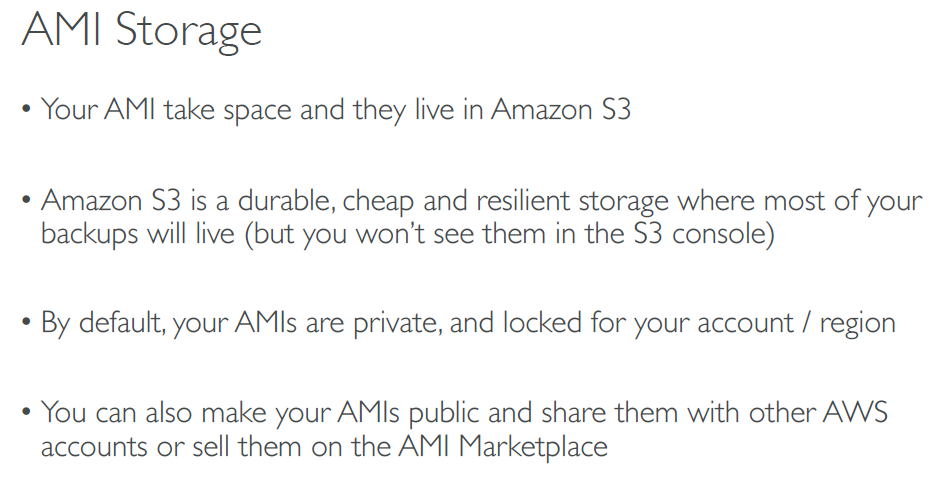 AMI Storage
• Your AMI take space and they live in Amazon S3
• Amazon S3 is a durable, cheap and resilient storage where most of your
backups will live (but you won't see them in the S3 console)
• By default, your AMIs are private, and locked for your account / region
• You can also make your AMIs public and share them with other AWS
accounts or sell them on the AMI Marketplace